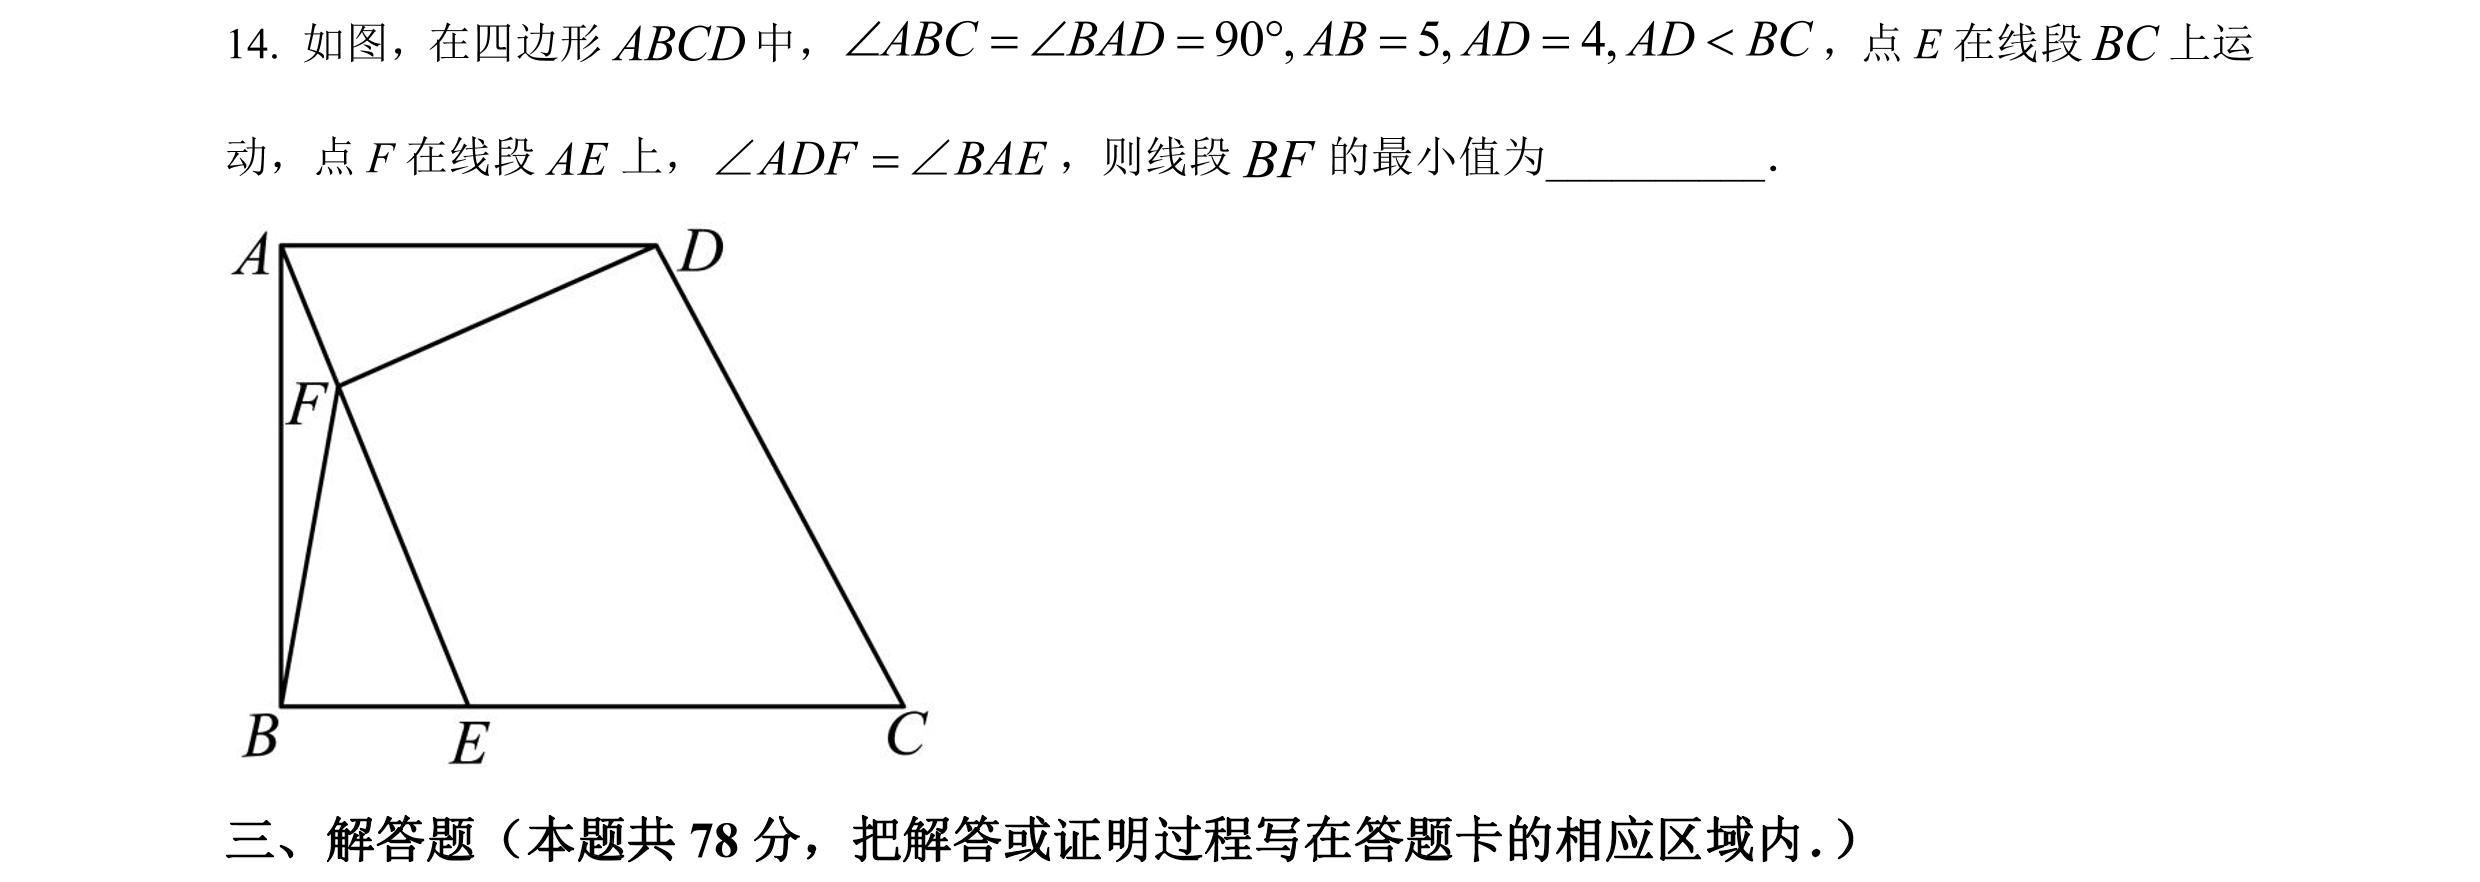 14. 如图，在四边形 ABCD 中，∠ABC = ∠BAD = 90°, AB = 5, AD = 4, AD < BC，点 E 在线段 BC 上运
动，点 F 在线段 AE 上，∠ADF = ∠BAE，则线段 BF 的最小值为__________.
A
D
F
B
E
C
三、解答题（本题共 78 分，把解答或证明过程写在答题卡的相应区域内．）